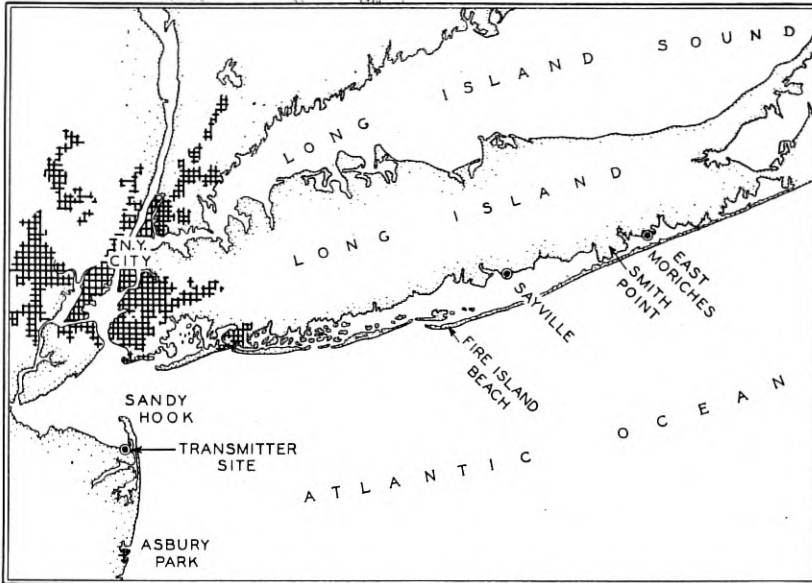 LONG ISLAND SOUND
LONG ISLAND
N.Y.
CITY
EAST
MORICHES
SMITH
POINT
SAYVILLE
FIRE ISLAND
BEACH
SANDY
HOOK
TRANSMITTER
SITE
ATLANTIC OCEAN
ASBURY
PARK